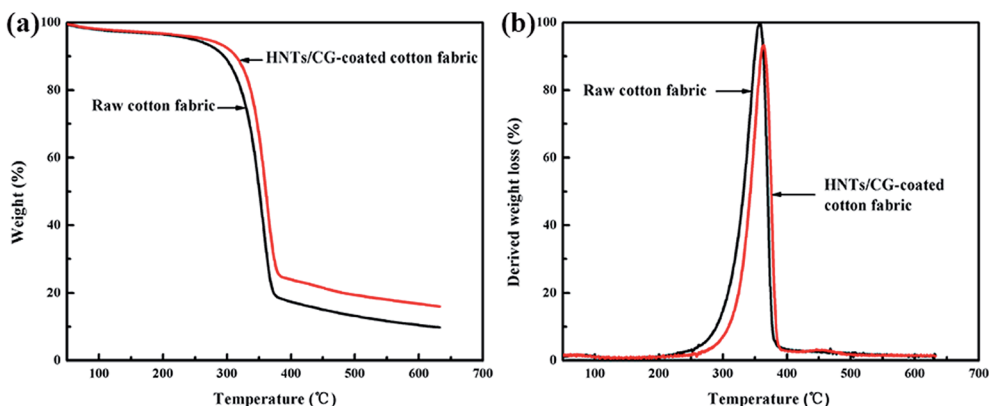 (a)
100
80
60
40
20
0
Weight (%)
HNTs/CG-coated cotton fabric
Raw cotton fabric
100 200 300 400 500 600 700
Temperature (℃)
(b)
100
80
60
40
20
0
Derived weight loss (%)
Raw cotton fabric
HNTs/CG-coated
cotton fabric
100 200 300 400 500 600 700
Temperature (℃)